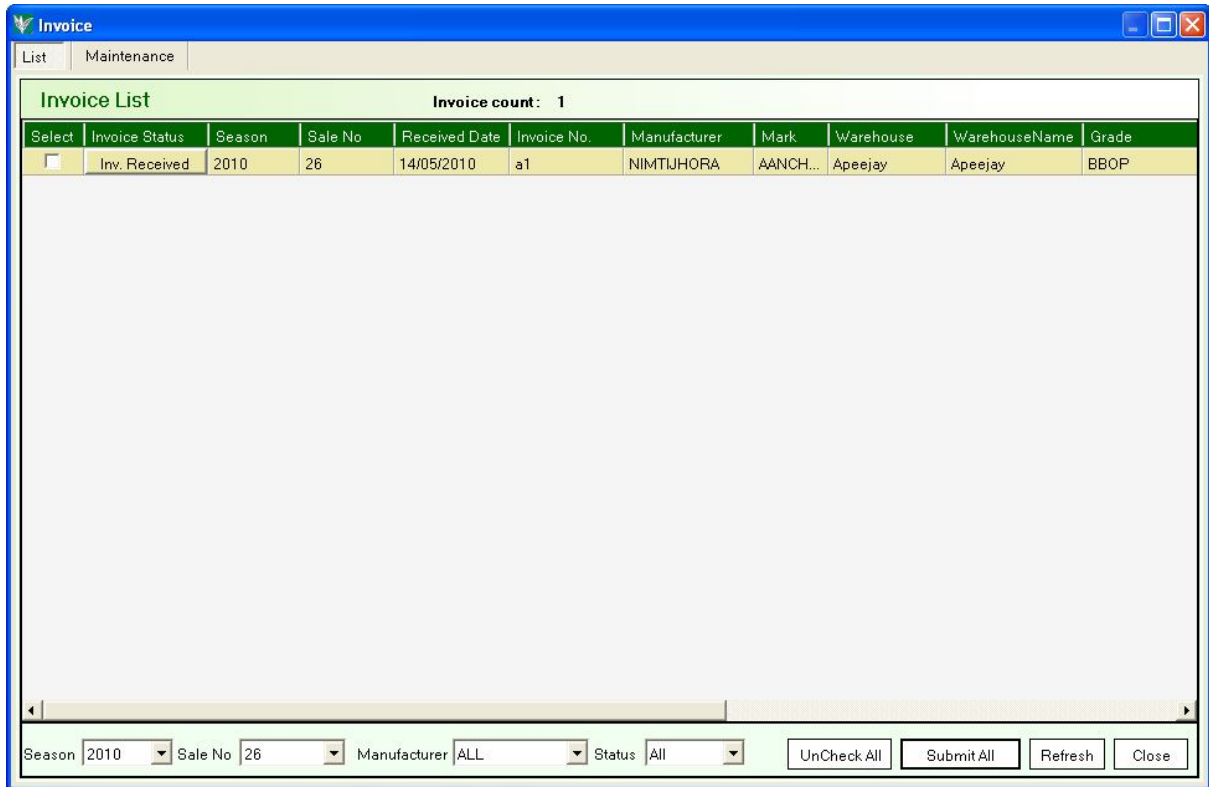 Invoice
List Maintenance
Invoice List Invoice count: 1
Select Invoice Status Season Sale No Received Date Invoice No. Manufacturer Mark Warehouse WarehouseName Grade
Inv. Received 2010 26 14/05/2010 a1 NIMTIJHORA AANCH... Apeejay Apeejay BBOP
Season 2010 Sale No 26 Manufacturer ALL Status All UnCheck All Submit All Refresh Close